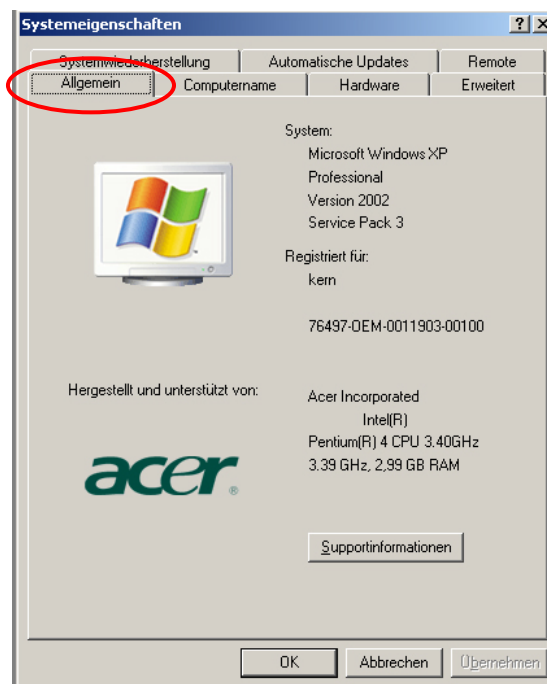 Systemeigenschaften
Systemwiederherstellung Automatische Updates Remote
Allgemein Computername Hardware Erweitert
System:
Microsoft Windows XP
Professional
Version 2002
Service Pack 3
Registriert für:
kern
76497-OEM-0011903-00100
Hergestellt und unterstützt von:
Acer Incorporated
Intel(R)
Pentium(R) 4 CPU 3.40GHz
3.39 GHz, 2,99 GB RAM
acer
Supportinformationen
OK Abbrechen Übernehmen